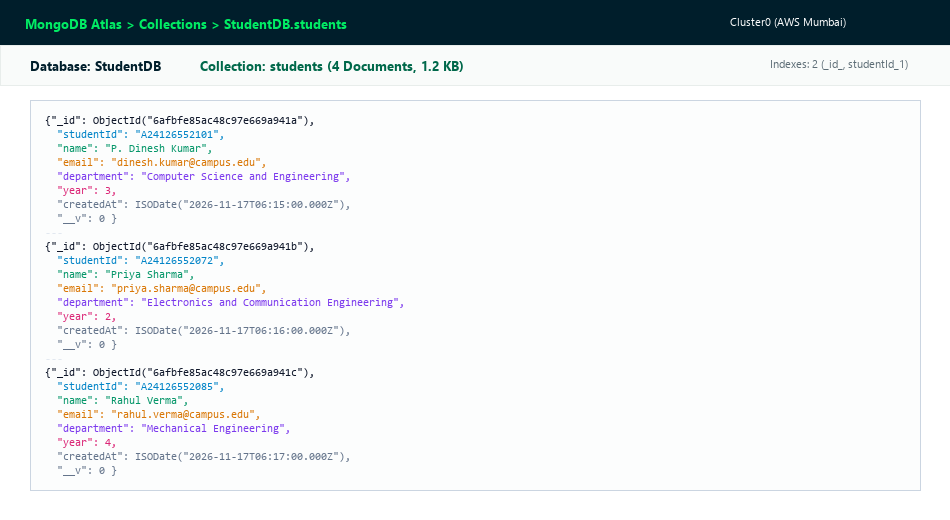 MongoDB Atlas > Collections > StudentDB.students
Cluster0 (AWS Mumbai)
Database: StudentDB
Collection: students (4 Documents, 1.2 KB)
Indexes: 2 (_id_, studentId_1)
{"_id": ObjectId("6afbfe85ac48c97e669a941a"),
"studentId": "A24126552101",
"name": "P. Dinesh Kumar",
"email": "dinesh.kumar@campus.edu",
"department": "Computer Science and Engineering",
"year": 3,
"createdAt": ISODate("2026-11-17T06:15:00.000Z"),
"__v": 0 }
---
{"_id": ObjectId("6afbfe85ac48c97e669a941b"),
"studentId": "A24126552072",
"name": "Priya Sharma",
"email": "priya.sharma@campus.edu",
"department": "Electronics and Communication Engineering",
"year": 2,
"createdAt": ISODate("2026-11-17T06:16:00.000Z"),
"__v": 0 }
---
{"_id": ObjectId("6afbfe85ac48c97e669a941c"),
"studentId": "A24126552085",
"name": "Rahul Verma",
"email": "rahul.verma@campus.edu",
"department": "Mechanical Engineering",
"year": 4,
"createdAt": ISODate("2026-11-17T06:17:00.000Z"),
"__v": 0 }